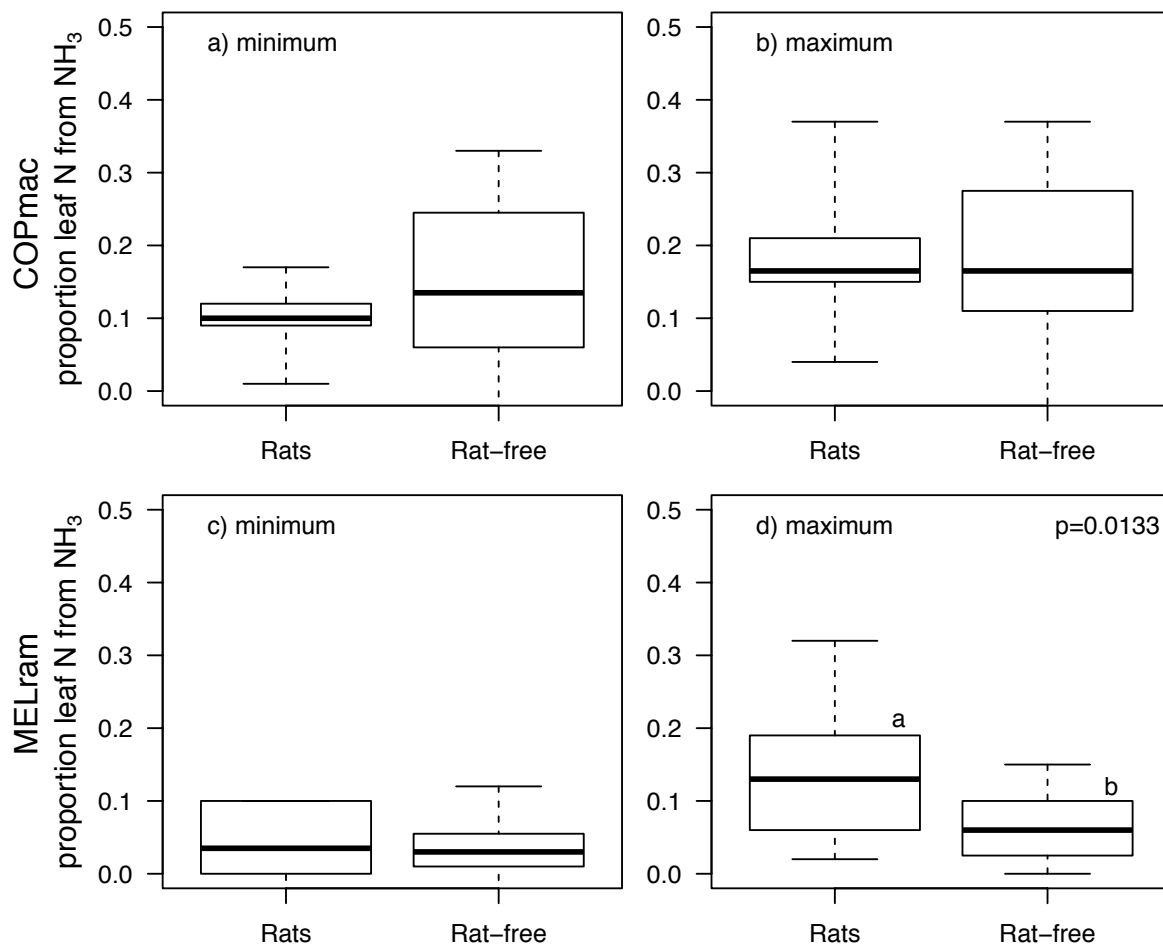 COPmac
proportion leaf N from NH₃
a) minimum
0.5
0.4
0.3
0.2
0.1
0.0
Rats Rat−free
b) maximum
0.5
0.4
0.3
0.2
0.1
0.0
Rats Rat−free
MELram
proportion leaf N from NH₃
c) minimum
0.5
0.4
0.3
0.2
0.1
0.0
Rats Rat−free
d) maximum p=0.0133
0.5
0.4
0.3
0.2
0.1
0.0
a
b
Rats Rat−free